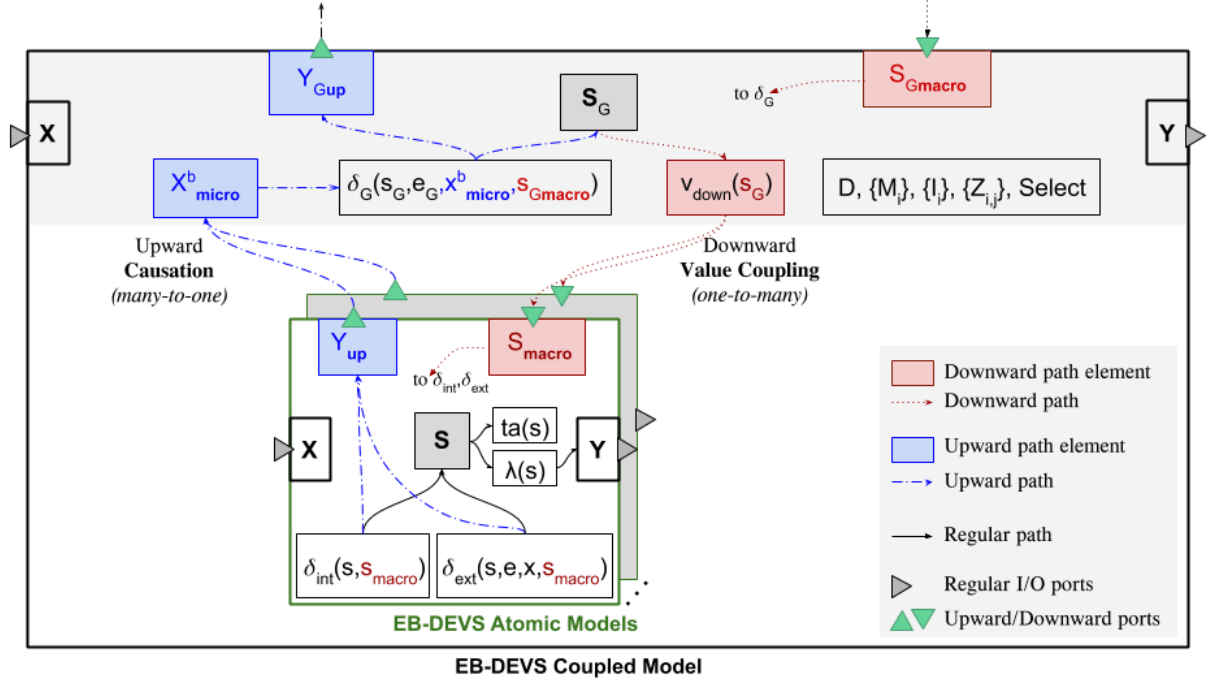 Y_Gup
S_G
S_Gmacro
to δ_G
X
Y
X^b_micro
δ_G(s_G,e_G,x^b_micro,s_Gmacro)
v_down(s_G)
D, {M_i}, {I_i}, {Z_i,j}, Select
Upward
Causation
(many-to-one)
Downward
Value Coupling
(one-to-many)
Y_up
S_macro
to δ_int,δ_ext
X
S
ta(s)
λ(s)
Y
δ_int(s,s_macro)
δ_ext(s,e,x,s_macro)
EB-DEVS Atomic Models
EB-DEVS Coupled Model
Downward path element
Downward path
Upward path element
Upward path
Regular path
Regular I/O ports
Upward/Downward ports